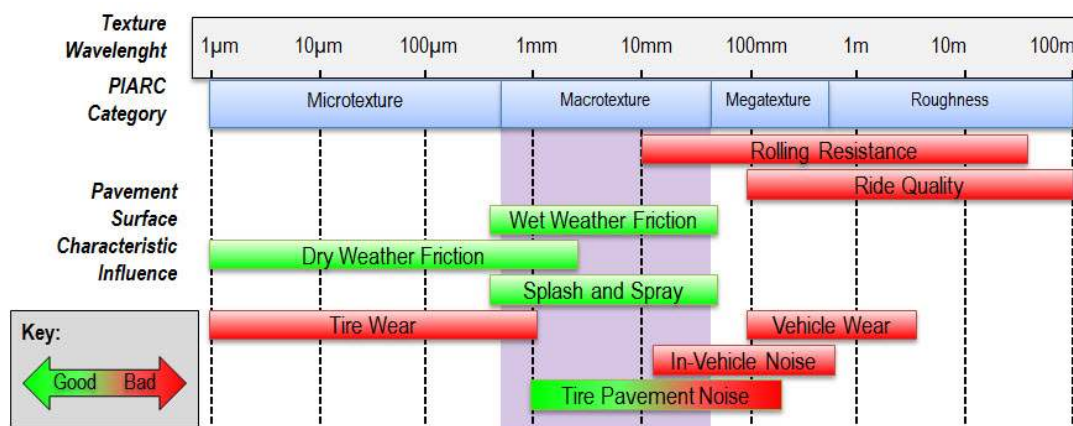 Texture
Wavelenght
1µm 10µm 100µm 1mm 10mm 100mm 1m 10m 100m
PIARC
Category
Microtexture Macrotexture Megatexture Roughness
Rolling Resistance
Ride Quality
Pavement
Surface
Characteristic
Influence
Wet Weather Friction
Dry Weather Friction
Splash and Spray
Tire Wear Vehicle Wear
In-Vehicle Noise
Tire Pavement Noise
Key:
Good Bad